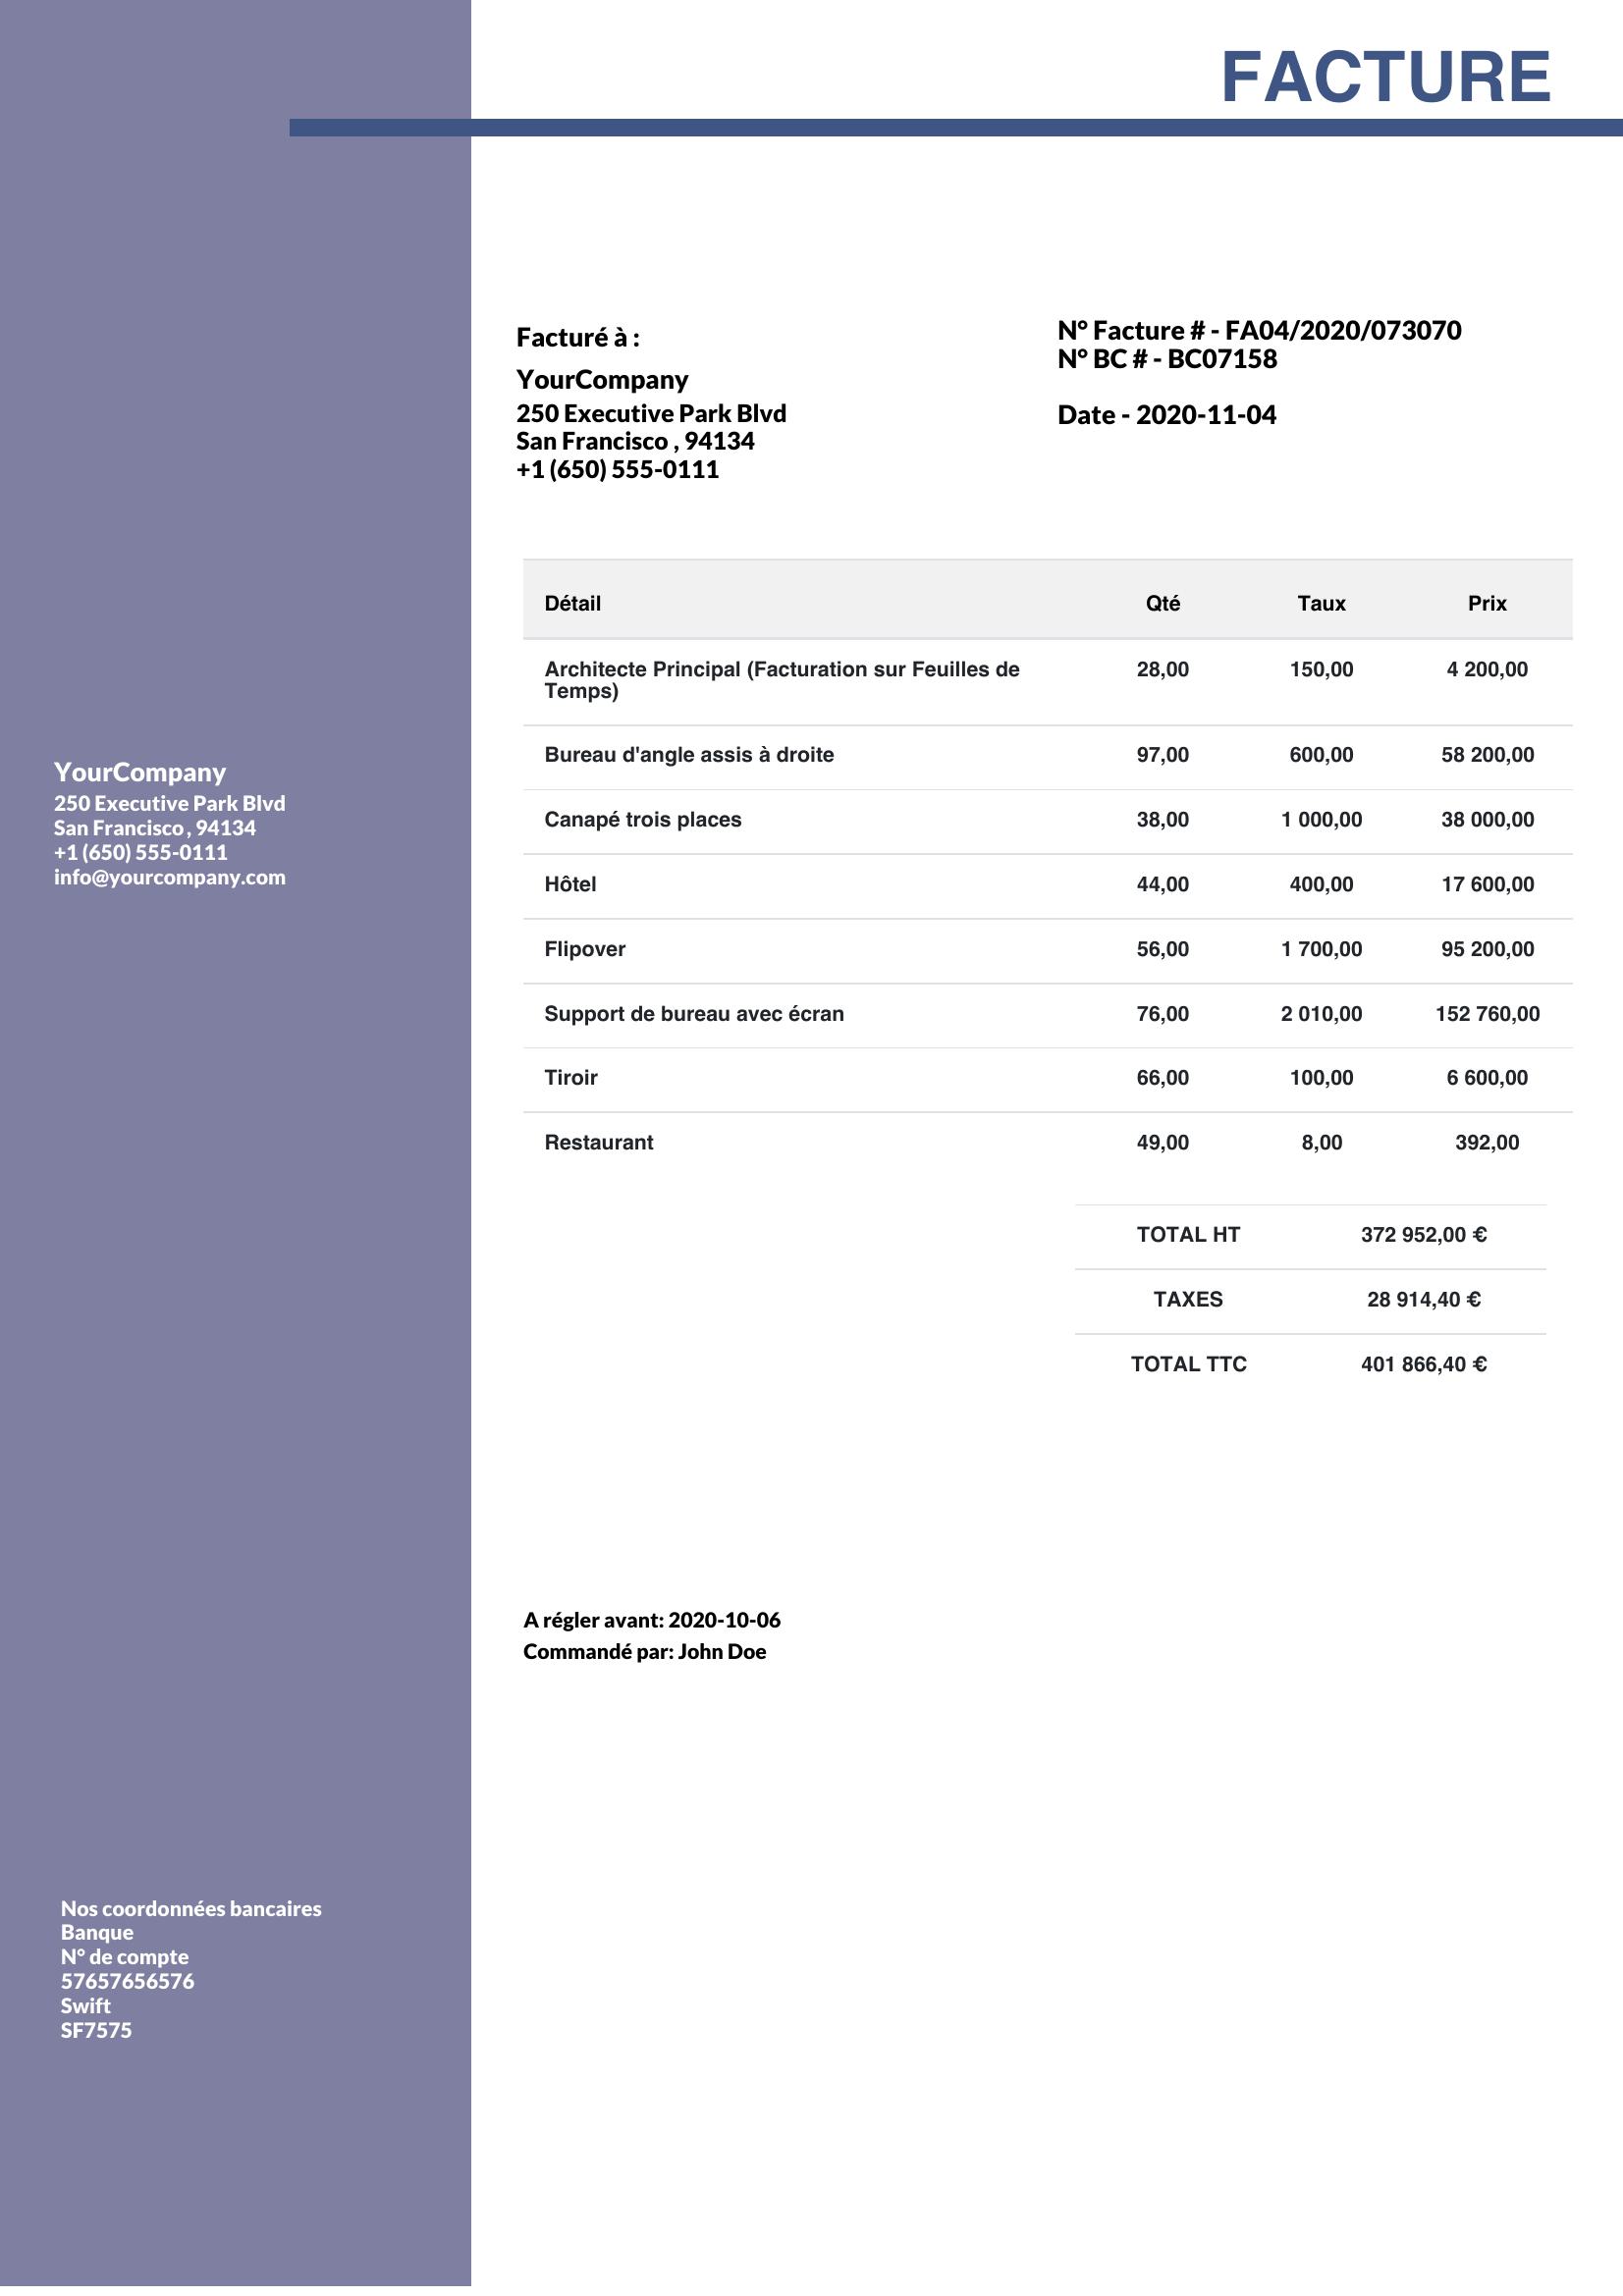 FACTURE
Facturé à :
YourCompany
250 Executive Park Blvd
San Francisco , 94134
+1 (650) 555-0111
N° Facture # - FA04/2020/073070
N° BC # - BC07158
Date - 2020-11-04
Détail Qté Taux Prix
Architecte Principal (Facturation sur Feuilles de
Temps) 28,00 150,00 4 200,00
Bureau d'angle assis à droite 97,00 600,00 58 200,00
Canapé trois places 38,00 1 000,00 38 000,00
Hôtel 44,00 400,00 17 600,00
Flipover 56,00 1 700,00 95 200,00
Support de bureau avec écran 76,00 2 010,00 152 760,00
Tiroir 66,00 100,00 6 600,00
Restaurant 49,00 8,00 392,00
TOTAL HT 372 952,00 €
TAXES 28 914,40 €
TOTAL TTC 401 866,40 €
A régler avant: 2020-10-06
Commandé par: John Doe
YourCompany
250 Executive Park Blvd
San Francisco , 94134
+1 (650) 555-0111
info@yourcompany.com
Nos coordonnées bancaires
Banque
N° de compte
57657656576
Swift
SF7575